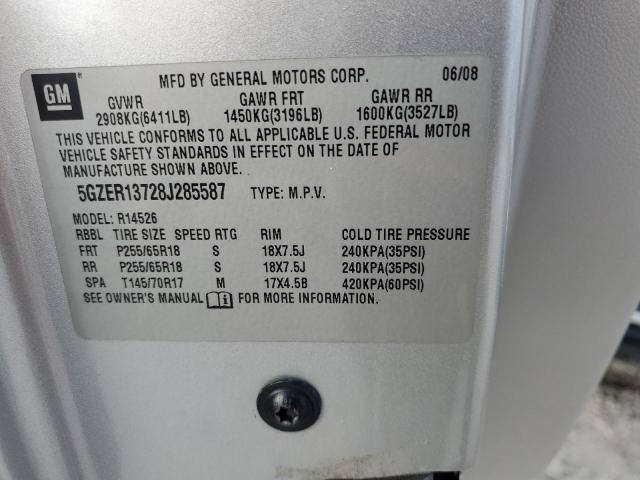 GM
®
MFD BY GENERAL MOTORS CORP. 06/08
GVWR GAWR FRT GAWR RR
2908KG(6411LB) 1450KG(3196LB) 1600KG(3527LB)
THIS VEHICLE CONFORMS TO ALL APPLICABLE U.S. FEDERAL MOTOR
VEHICLE SAFETY STANDARDS IN EFFECT ON THE DATE OF
MANUFACTURE SHOWN ABOVE.
5GZER13728J285587 TYPE: M.P.V.
MODEL: R14526
RBBL TIRE SIZE SPEED RTG RIM COLD TIRE PRESSURE
FRT P255/65R18 S 18X7.5J 240KPA(35PSI)
RR P255/65R18 S 18X7.5J 240KPA(35PSI)
SPA T145/70R17 M 17X4.5B 420KPA(60PSI)
SEE OWNER'S MANUAL FOR MORE INFORMATION.